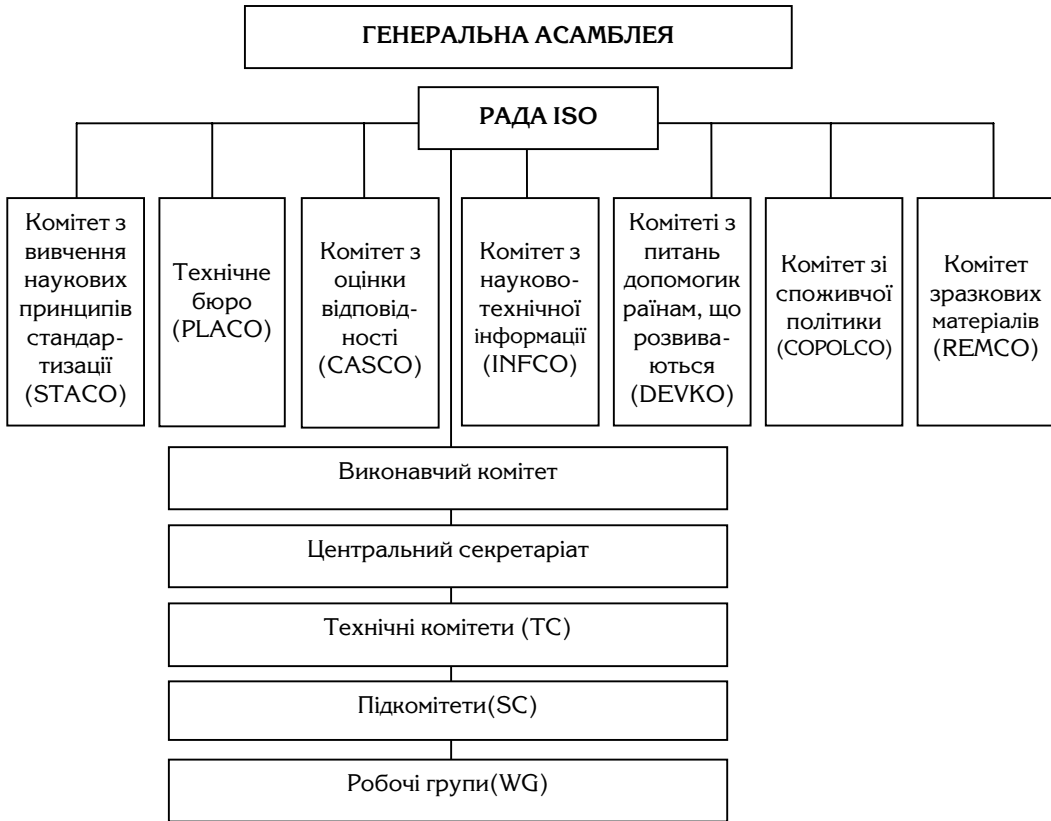 ГЕНЕРАЛЬНА АСАМБЛЕЯ
РАДА ISO
Комітет з
вивчення
наукових
принципів
стандар-
тизації
(STACO)
Технічне
бюро
(PLACO)
Комітет з
оцінки
відповід-
ності
(CASCO)
Комітет з
науково-
технічної
інформації
(INFCO)
Комітеті з
питань
допомогик
раїнам, що
розвива-
ються
(DEVKO)
Комітет зі
споживчої
політики
(COPOLCO)
Комітет
зразкових
матеріалів
(REMCO)
Виконавчий комітет
Центральний секретаріат
Технічні комітети (TC)
Підкомітети(SC)
Робочі групи(WG)